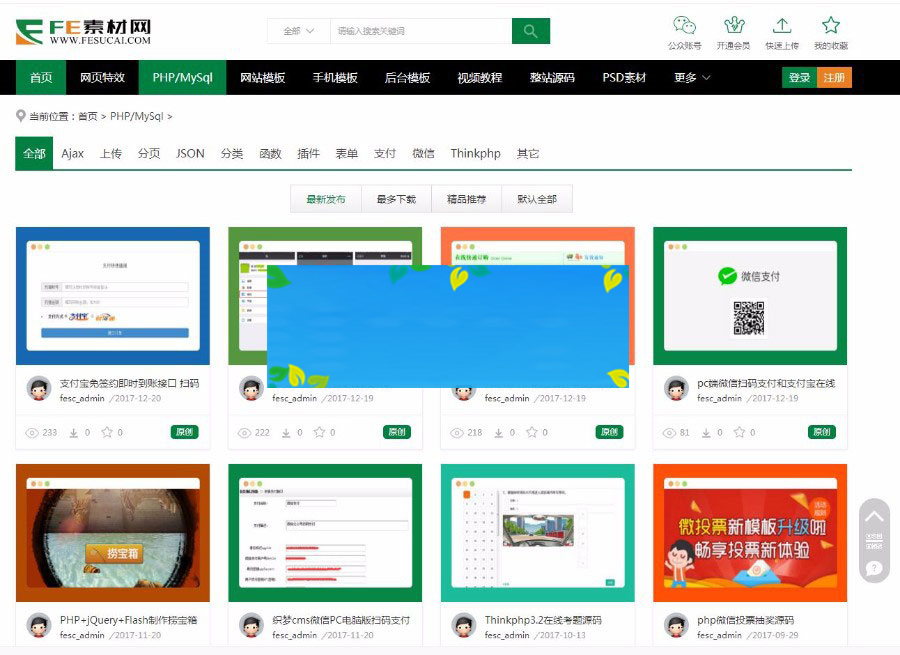 FE素材网
WWW.FESUCAI.COM
全部
请输入搜索关键词
公众账号 开通会员 快速上传 我的收藏
首页 网页特效 PHP/MySql 网站模板 手机模板 后台模板 视频教程 整站源码 PSD素材 更多 登录 注册
当前位置：首页 > PHP/MySql >
全部 Ajax 上传 分页 JSON 分类 函数 插件 表单 支付 微信 Thinkphp 其它
最新发布 最多下载 精品推荐 默认全部
在线快速订购
微信支付
支付宝免签约即时到账接口 扫码
fesc_admin /2017-12-20
fesc_admin /2017-12-19
fesc_admin /2017-12-19
pc端微信扫码支付和支付宝在线
fesc_admin /2017-12-19
233 0 0 原创
222 0 0 原创
218 0 0 原创
81 0 0 原创
捞宝箱
微投票新模板升级啦
畅享投票新体验
PHP+jQuery+Flash制作捞宝箱
fesc_admin /2017-11-20
织梦cms微信PC电脑版扫码支付
fesc_admin /2017-11-20
Thinkphp3.2在线考题源码
fesc_admin /2017-10-13
php微信投票抽奖源码
fesc_admin /2017-09-29